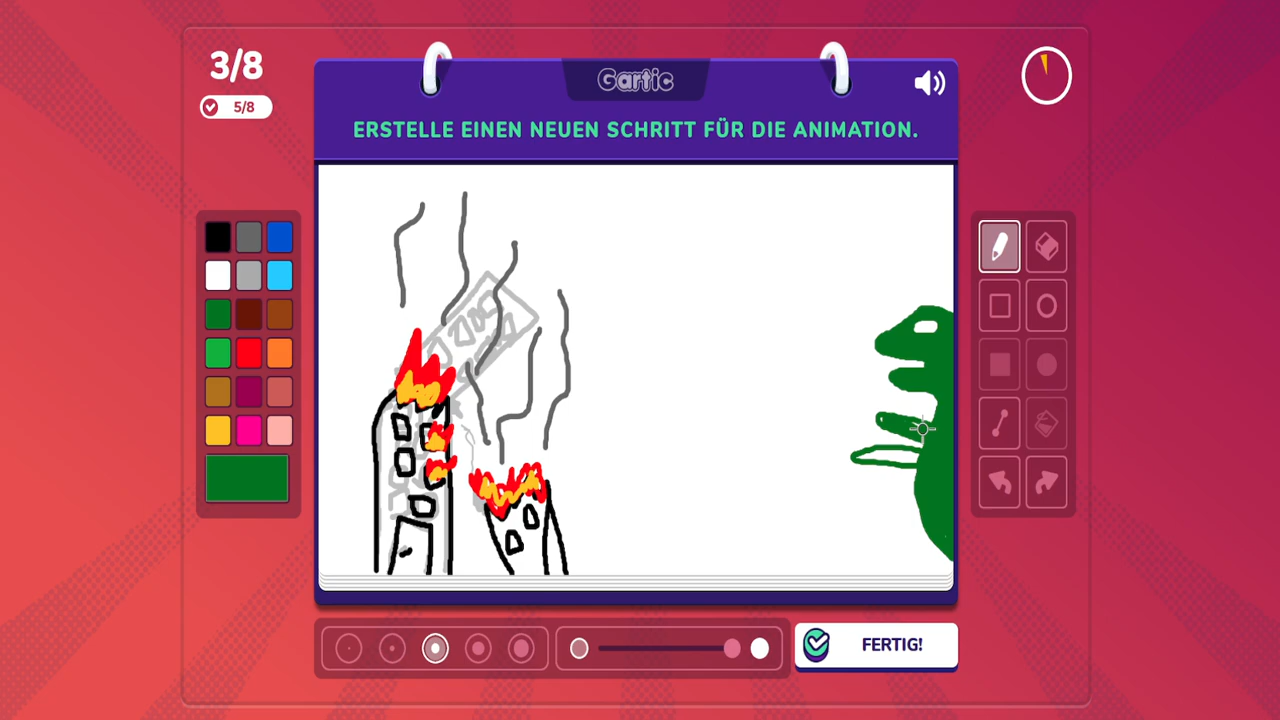 3/8
5/8
Gartic
ERSTELLE EINEN NEUEN SCHRITT FÜR DIE ANIMATION.
FERTIG!